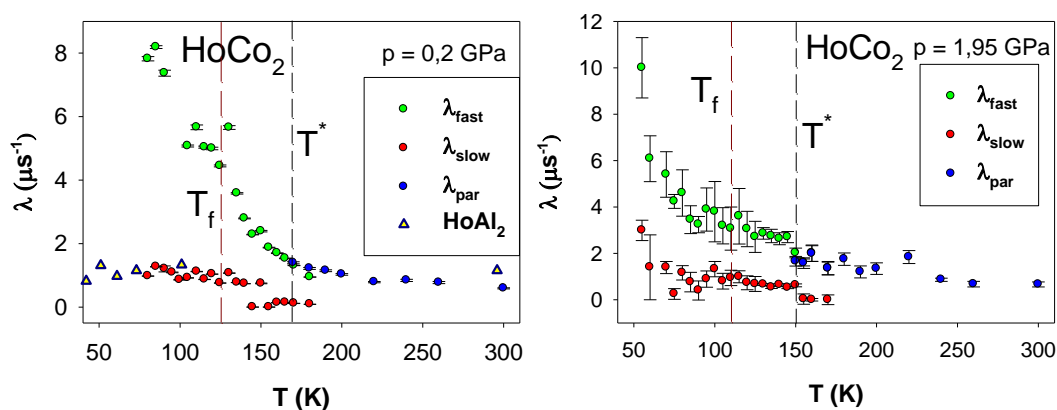 HoCo2
p = 0,2 GPa
λfast
λslow
λpar
HoAl2
Tf
T*
λ (µs-1)
8
6
4
2
0
50 100 150 200 250 300
T (K)
HoCo2
p = 1,95 GPa
λfast
λslow
λpar
Tf
T*
λ (µs-1)
12
10
8
6
4
2
0
50 100 150 200 250 300
T (K)